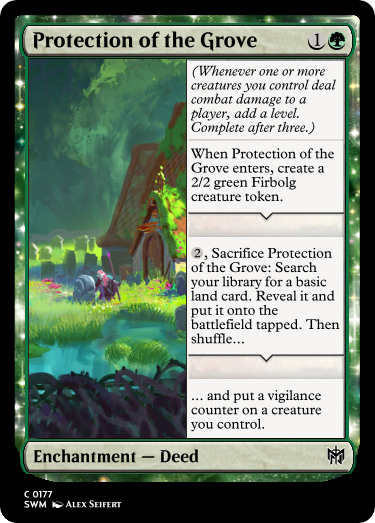 Protection of the Grove 1
(Whenever one or more
creatures you control deal
combat damage to a
player, add a level.
Complete after three.)
When Protection of the
Grove enters, create a
2/2 green Firbolg
creature token.
2, Sacrifice Protection
of the Grove: Search
your library for a basic
land card. Reveal it and
put it onto the
battlefield tapped. Then
shuffle...
... and put a vigilance
counter on a creature
you control.
Enchantment — Deed
C 0177
SWM Alex Seifert